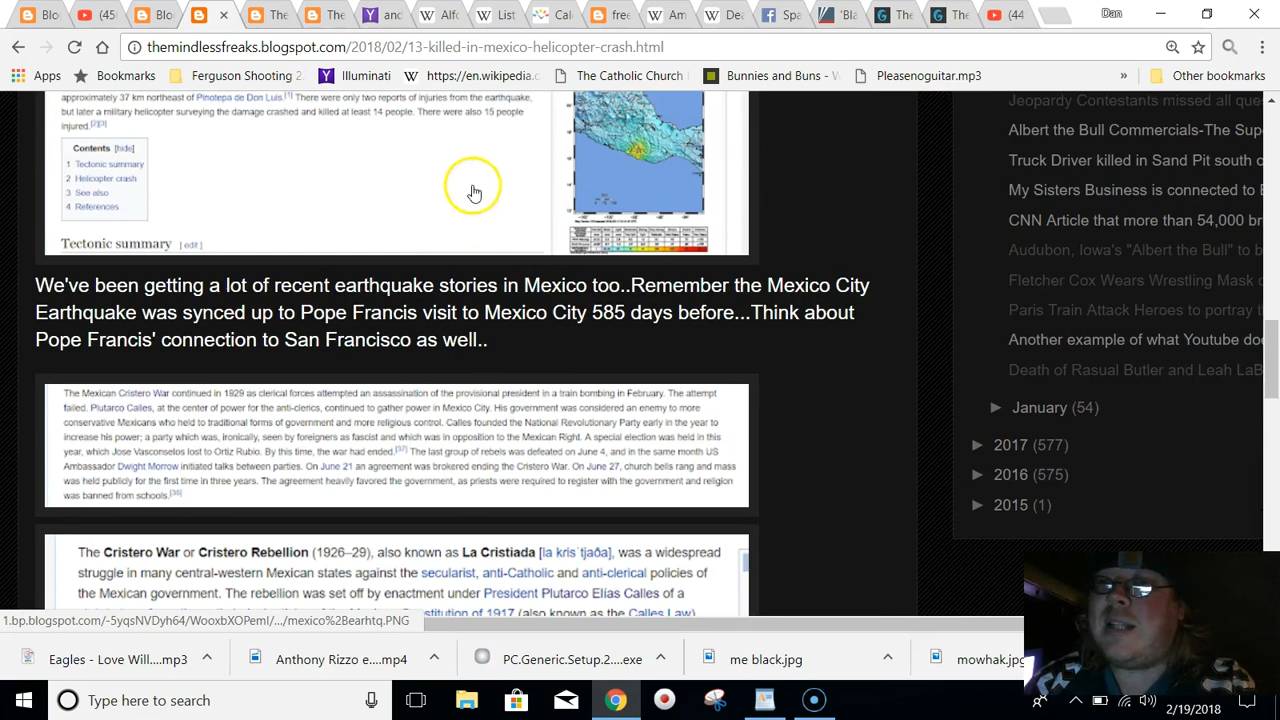 Blo
(45(
Blo
The
The
and
Alfo
List
Cal
free
Am
Dea
Spa
'Bla
The
The
(44
Dan
themindlessfreaks.blogspot.com/2018/02/13-killed-in-mexico-helicopter-crash.html
Apps
Bookmarks
Ferguson Shooting 2
Illuminati
https://en.wikipedia.c
The Catholic Church
Bunnies and Buns - W
Pleasenoguitar.mp3
»
Other bookmarks
approximately 37 km northeast of Pinotepa de Don Luis.[1] There were only two reports of injuries from the earthquake,
but later a military helicopter surveying the damage crashed and killed at least 14 people. There were also 15 people
injured.[2][3]
Contents [hide]
1 Tectonic summary
2 Helicopter crash
3 See also
4 References
Tectonic summary [ edit ]
We've been getting a lot of recent earthquake stories in Mexico too..Remember the Mexico City
Earthquake was synced up to Pope Francis visit to Mexico City 585 days before...Think about
Pope Francis' connection to San Francisco as well..
The Mexican Cristero War continued in 1929 as clerical forces attempted an assassination of the provisional president in a train bombing in February. The attempt
failed. Plutarco Calles, at the center of power for the anti-clerics, continued to gather power in Mexico City. His government was considered an enemy to more
conservative Mexicans who held to traditional forms of government and more religious control. Calles founded the National Revolutionary Party early in the year to
increase his power; a party which was, ironically, seen by foreigners as fascist and which was in opposition to the Mexican Right. A special election was held in this
year, which Jose Vasconselos lost to Ortiz Rubio. By this time, the war had ended.[37] The last group of rebels was defeated on June 4, and in the same month US
Ambassador Dwight Morrow initiated talks between parties. On June 21 an agreement was brokered ending the Cristero War. On June 27, church bells rang and mass
was held publicly for the first time in three years. The agreement heavily favored the government, as priests were required to register with the government and religion
was banned from schools.[38]
The Cristero War or Cristero Rebellion (1926–29), also known as La Cristiada [la krisˈtjaða], was a widespread
struggle in many central-western Mexican states against the secularist, anti-Catholic and anti-clerical policies of
the Mexican government. The rebellion was set off by enactment under President Plutarco Elías Calles of a
stitution of 1917 (also known as the Calles Law)
Jeopardy Contestants missed all que
Albert the Bull Commercials-The Sup
Truck Driver killed in Sand Pit south o
My Sisters Business is connected to E
CNN Article that more than 54,000 br
Audubon, Iowa's "Albert the Bull" to b
Fletcher Cox Wears Wrestling Mask
Paris Train Attack Heroes to portray t
Another example of what Youtube doe
Death of Rasual Butler and Leah LaB
► January (54)
► 2017 (577)
► 2016 (575)
► 2015 (1)
1.bp.blogspot.com/-5yqsNVDyh64/WooxbXOPemI/.../mexico%2Bearhtq.PNG
Eagles - Love Will....mp3
Anthony Rizzo e....mp4
PC.Generic.Setup.2....exe
me black.jpg
mowhak.jpg
Type here to search
2/19/2018